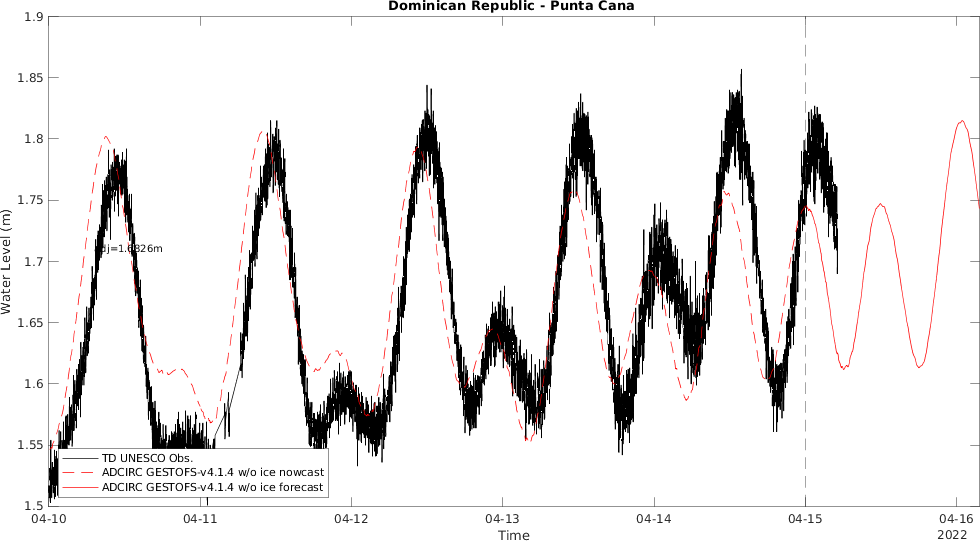 Dominican Republic - Punta Cana
1.9
1.85
1.8
1.75
1.7
1.65
1.6
1.55
1.5
Water Level (m)
TD UNESCO Obs.
ADCIRC GESTOFS-v4.1.4 w/o ice nowcast
ADCIRC GESTOFS-v4.1.4 w/o ice forecast
04-10
04-11
04-12
04-13
04-14
04-15
04-16
Time
2022